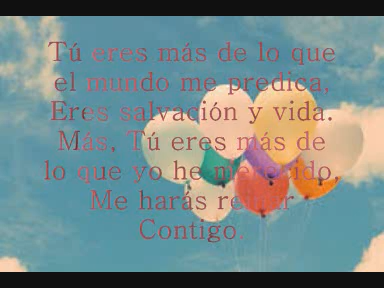 Tú eres más de lo que
el mundo me predica,
Eres salvación y vida.
Más, Tú eres más de
lo que yo he merecido.
Me harás
Contigo.